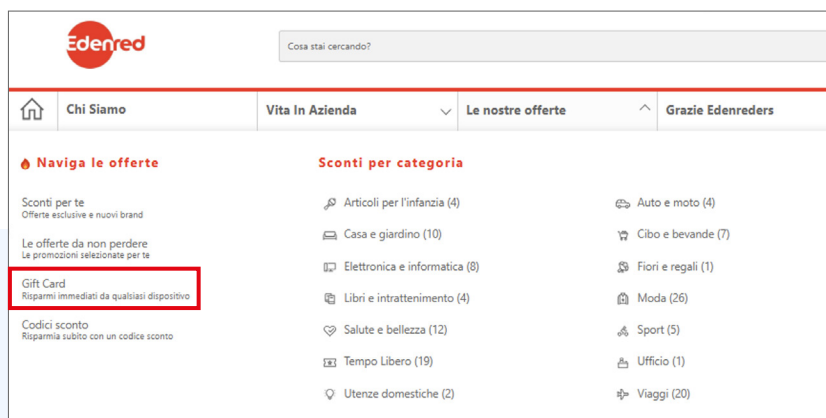 Edenred
Cosa stai cercando?
Chi Siamo
Vita In Azienda
Le nostre offerte
Grazie Edenreders
Naviga le offerte
Sconti per te
Offerte esclusive e nuovi brand
Le offerte da non perdere
Le promozioni selezionate per te
Gift Card
Risparmi immediati da qualsiasi dispositivo
Codici sconto
Risparmia subito con un codice sconto
Sconti per categoria
Articoli per l'infanzia (4)
Casa e giardino (10)
Elettronica e informatica (8)
Libri e intrattenimento (4)
Salute e bellezza (12)
Tempo Libero (19)
Utenze domestiche (2)
Auto e moto (4)
Cibo e bevande (7)
Fiori e regali (1)
Moda (26)
Sport (5)
Ufficio (1)
Viaggi (20)